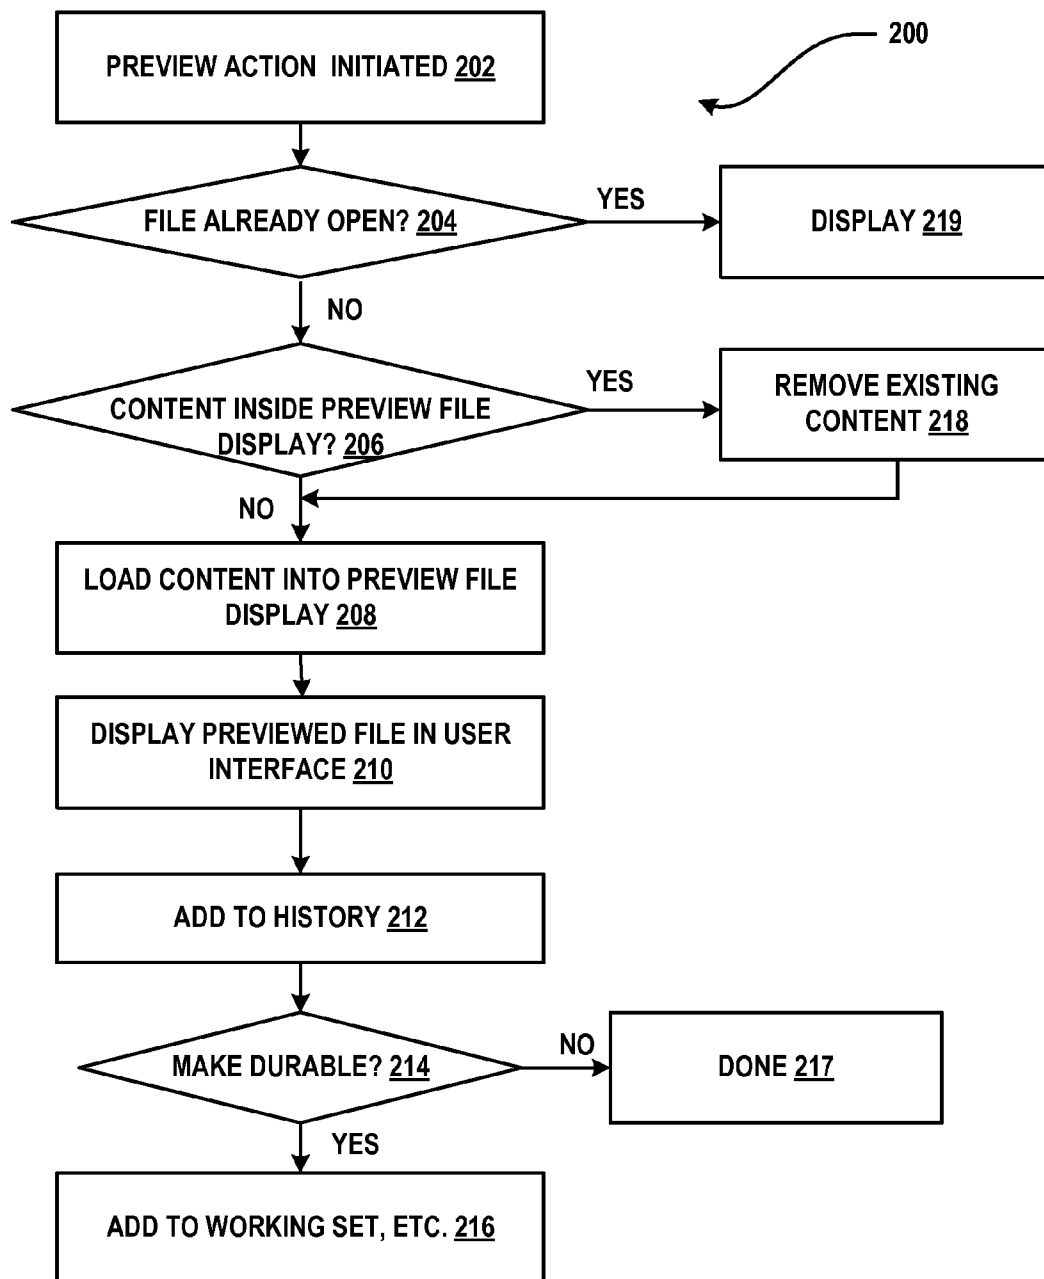 PREVIEW ACTION INITIATED 202
200
FILE ALREADY OPEN? 204
YES
DISPLAY 219
NO
CONTENT INSIDE PREVIEW FILE
DISPLAY? 206
YES
REMOVE EXISTING
CONTENT 218
NO
LOAD CONTENT INTO PREVIEW FILE
DISPLAY 208
DISPLAY PREVIEWED FILE IN USER
INTERFACE 210
ADD TO HISTORY 212
MAKE DURABLE? 214
NO
DONE 217
YES
ADD TO WORKING SET, ETC. 216